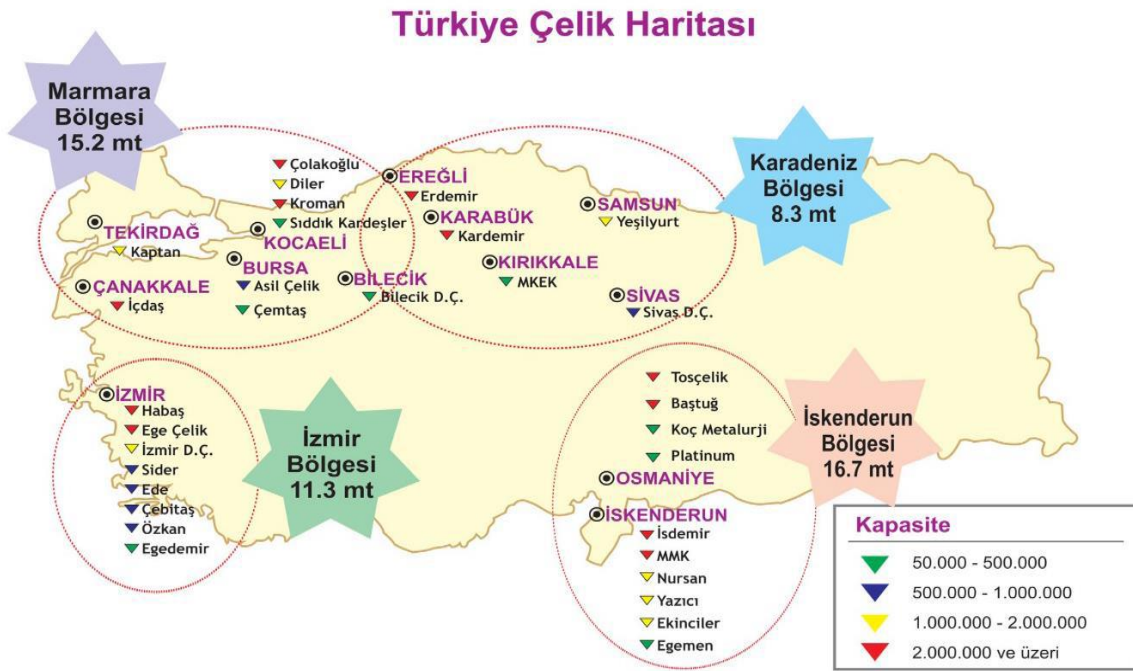 Türkiye Çelik Haritası
Marmara
Bölgesi
15.2 mt
Karadeniz
Bölgesi
8.3 mt
Çolakoğlu
Diler
Kroman
Sıddık Kardeşler
KOCAELİ
TEKİRDAĞ
Kaptan
ÇANAKKALE
İçdaş
BURSA
Asil Çelik
Çemtaş
BİLECİK
Bilecik D.Ç.
EREĞLİ
Erdemir
KARABÜK
Kardemir
KIRIKKALE
MKEK
SAMSUN
Yeşilyurt
SİVAS
Sivas D.Ç.
İZMİR
Habaş
Ege Çelik
İzmir D.Ç.
Sider
Ede
Çebitaş
Özkan
Egedemir
İzmir
Bölgesi
11.3 mt
Tosçelik
Baştuğ
Koç Metalurji
Platinum
OSMANİYE
İSKENDERUN
İsdemir
MMK
Nursan
Yazıcı
Ekinciler
Egemen
İskenderun
Bölgesi
16.7 mt
Kapasite
50.000 - 500.000
500.000 - 1.000.000
1.000.000 - 2.000.000
2.000.000 ve üzeri